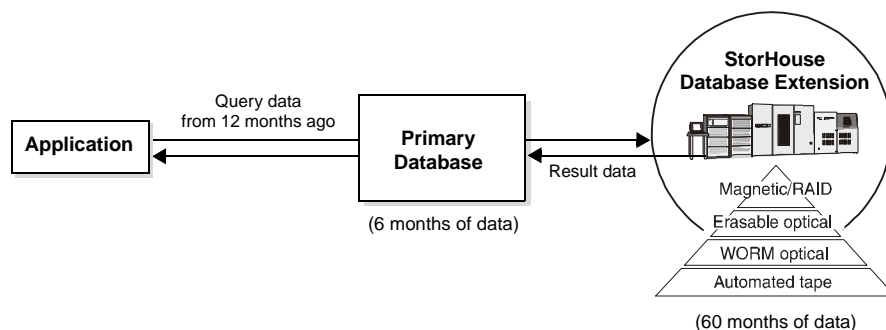 StorHouse
Database Extension
Query data
from 12 months ago
Application
Primary
Database
Result data
(6 months of data)
Magnetic/RAID
Erasable optical
WORM optical
Automated tape
(60 months of data)